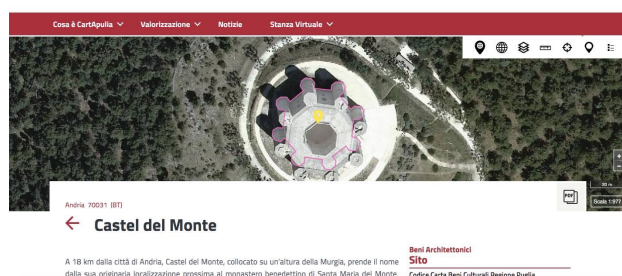 Cosa è CartApulia Valorizzazione Notizie Stanza Virtuale
+
-
20 m
PDF
Scala 1:977
Andria 70031 (BT)
← Castel del Monte
A 18 km dalla città di Andria, Castel del Monte, collocato su un'altura della Murgia, prende il nome
dalla sua originaria localizzazione prossima al monastero benedettino di Santa Maria del Monte,
Beni Architettonici
Sito
Codice Carta Beni Culturali Regione Puglia